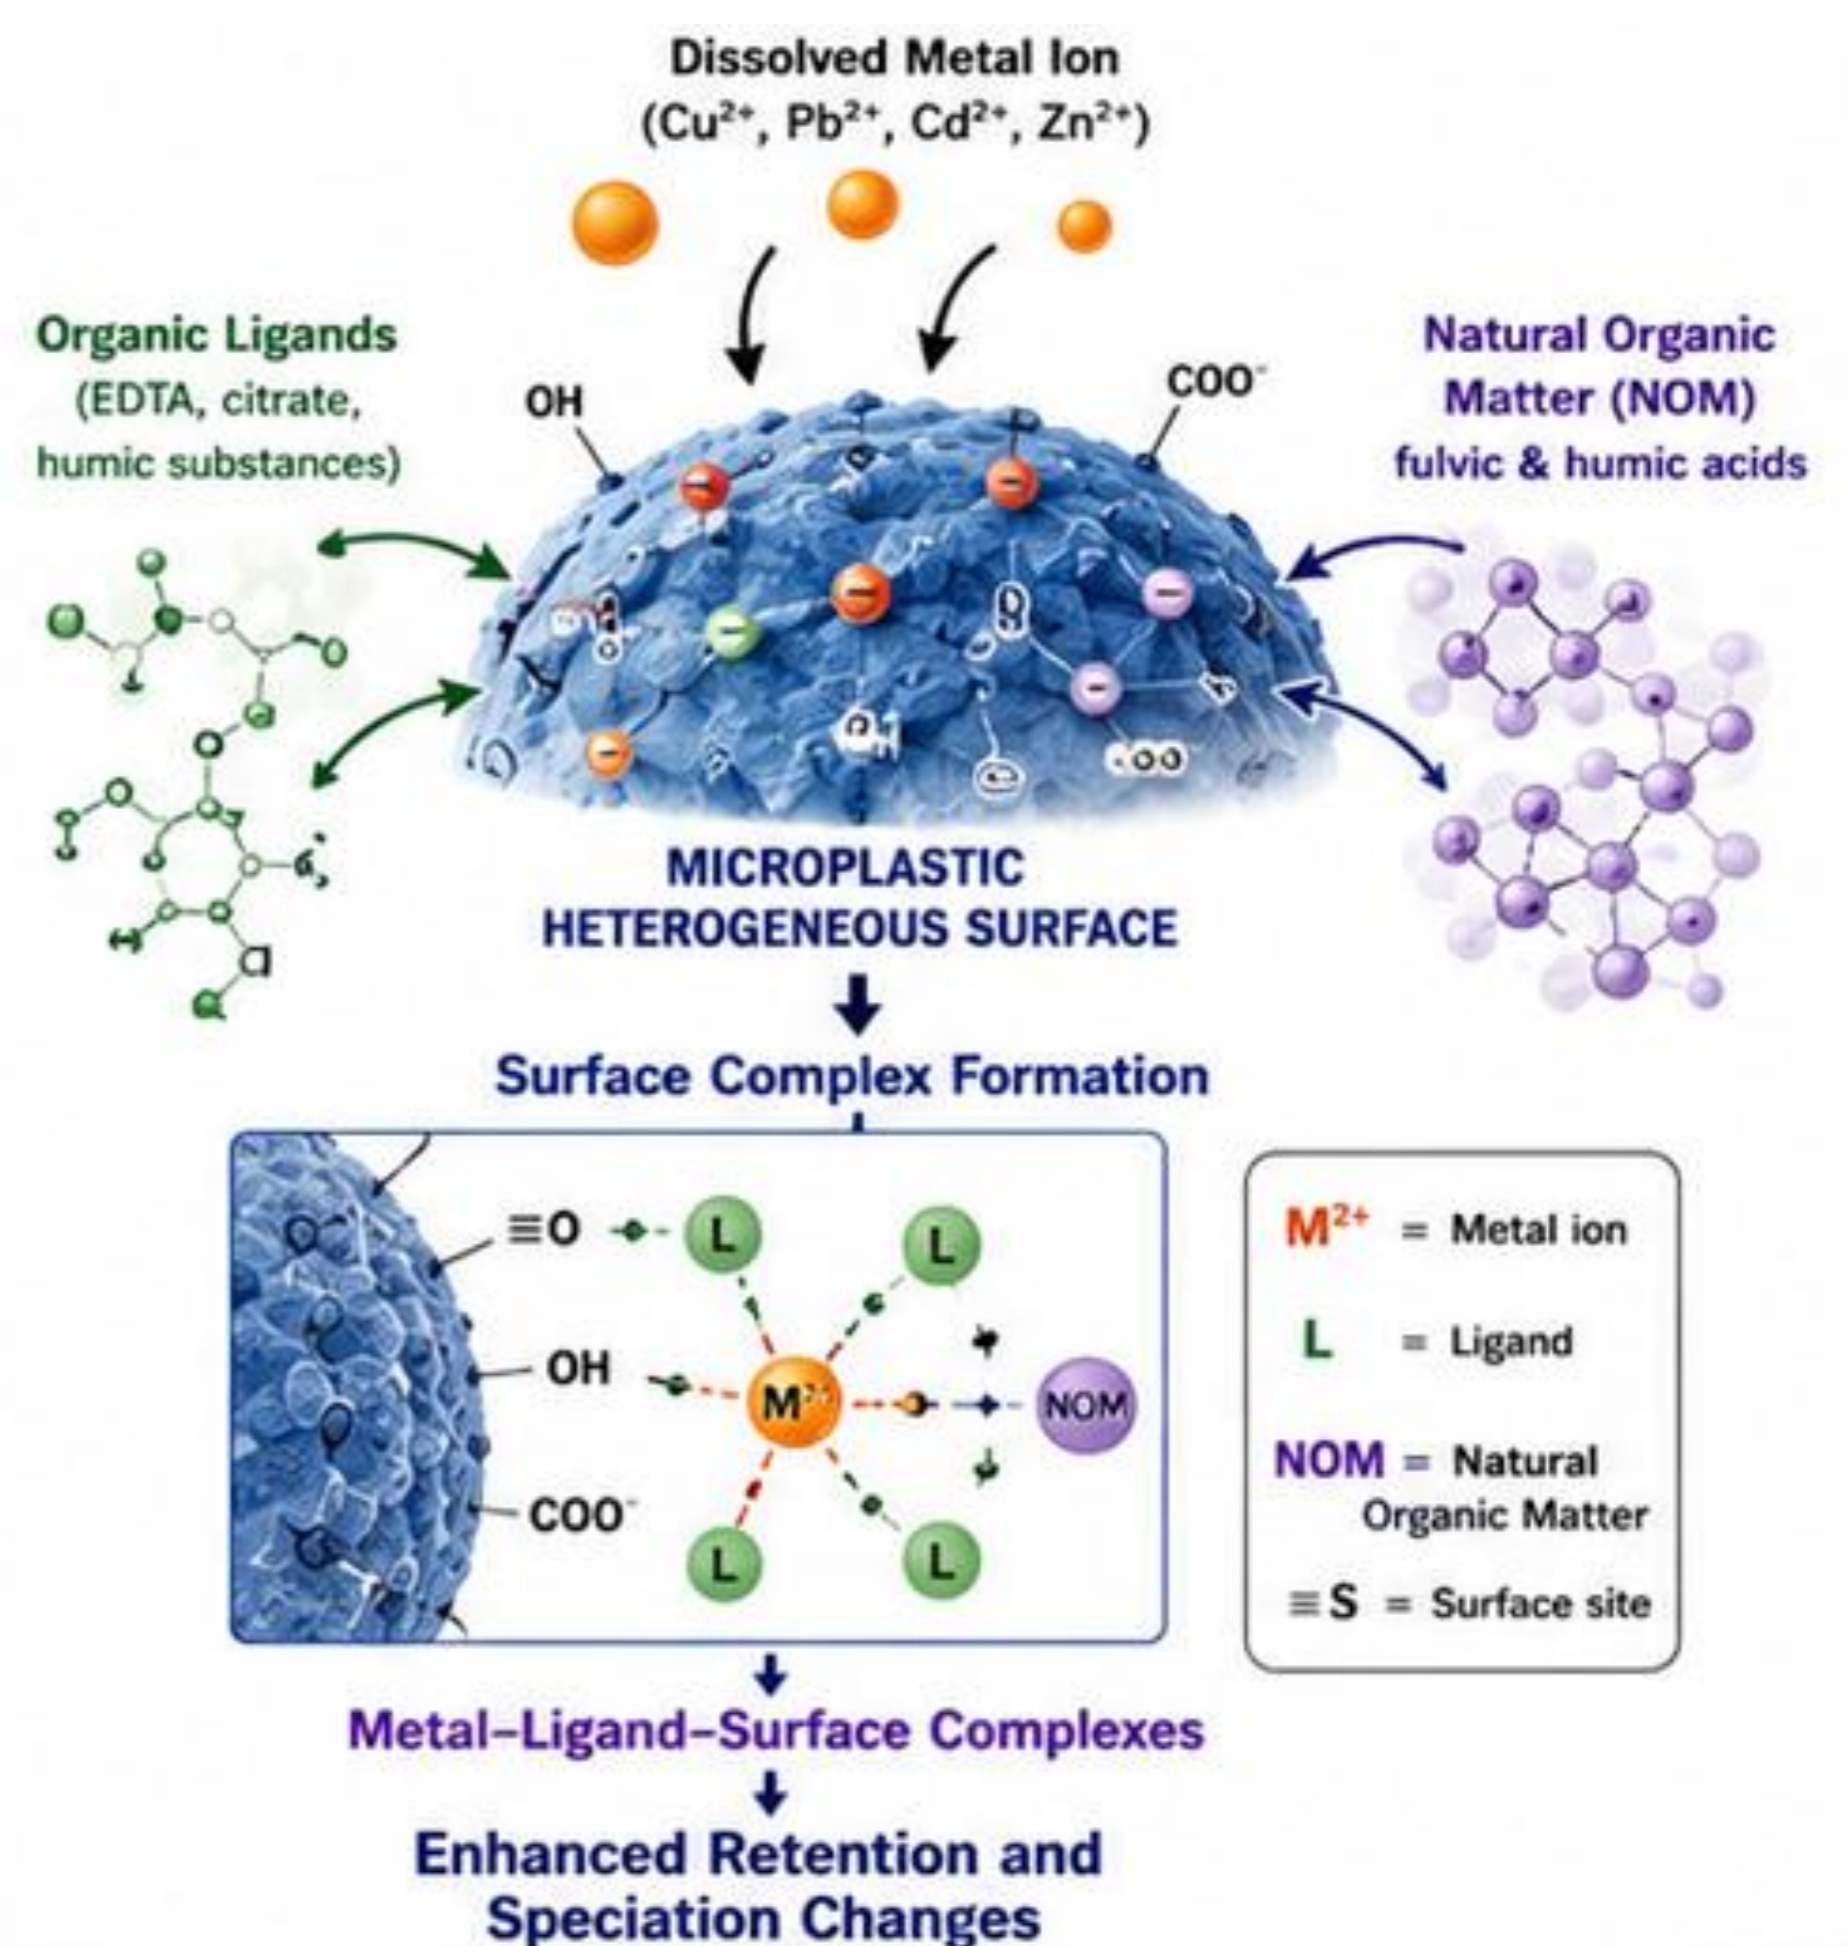 Dissolved Metal Ion
(Cu²⁺, Pb²⁺, Cd²⁺, Zn²⁺)
Organic Ligands
(EDTA, citrate,
humic substances)
Natural Organic
Matter (NOM)
fulvic & humic acids
OH
COO⁻
MICROPLASTIC
HETEROGENEOUS SURFACE
Surface Complex Formation
≡O
L
L
OH
M²⁺
NOM
COO⁻
L
L
M²⁺ = Metal ion
L = Ligand
NOM = Natural
Organic Matter
≡S = Surface site
Metal–Ligand–Surface Complexes
Enhanced Retention and
Speciation Changes